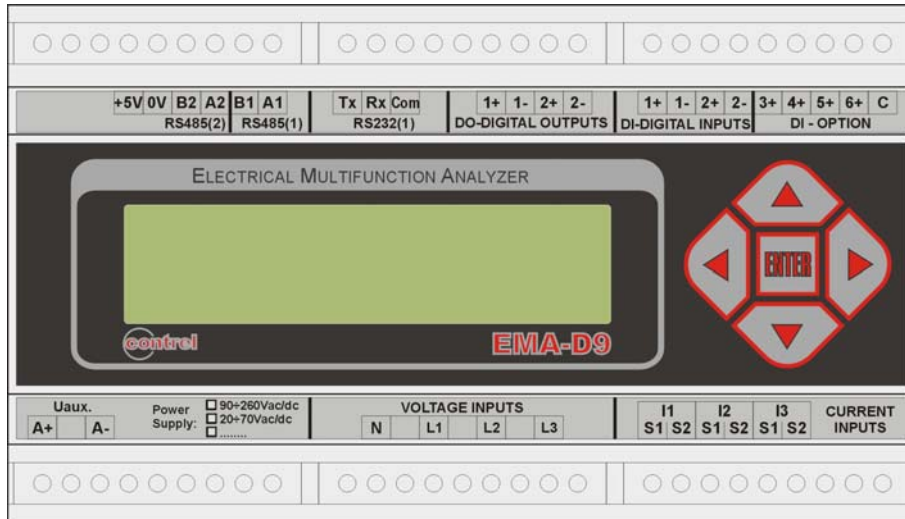 +5V 0V B2 A2 B1 A1 Tx Rx Com 1+ 1- 2+ 2- 1+ 1- 2+ 2- 3+ 4+ 5+ 6+ C
RS485(2) RS485(1) RS232(1) DO-DIGITAL OUTPUTS DI-DIGITAL INPUTS DI - OPTION
ELECTRICAL MULTIFUNCTION ANALYZER
ENTER
contrel EMA-D9
Uaux.
A+ A-
Power Supply:
90÷260Vac/dc
20÷70Vac/dc
........
VOLTAGE INPUTS
N L1 L2 L3
I1 I2 I3
S1 S2 S1 S2 S1 S2
CURRENT
INPUTS